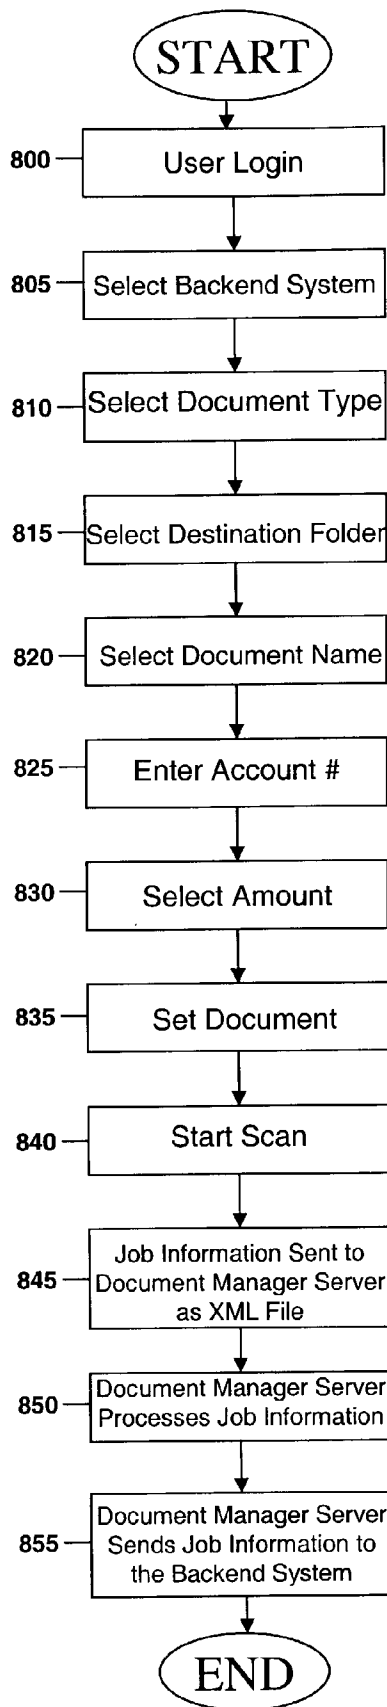 START
800
User Login
805
Select Backend System
810
Select Document Type
815
Select Destination Folder
820
Select Document Name
825
Enter Account #
830
Select Amount
835
Set Document
840
Start Scan
845
Job Information Sent to
Document Manager Server
as XML File
850
Document Manager Server
Processes Job Information
855
Document Manager Server
Sends Job Information to
the Backend System
END